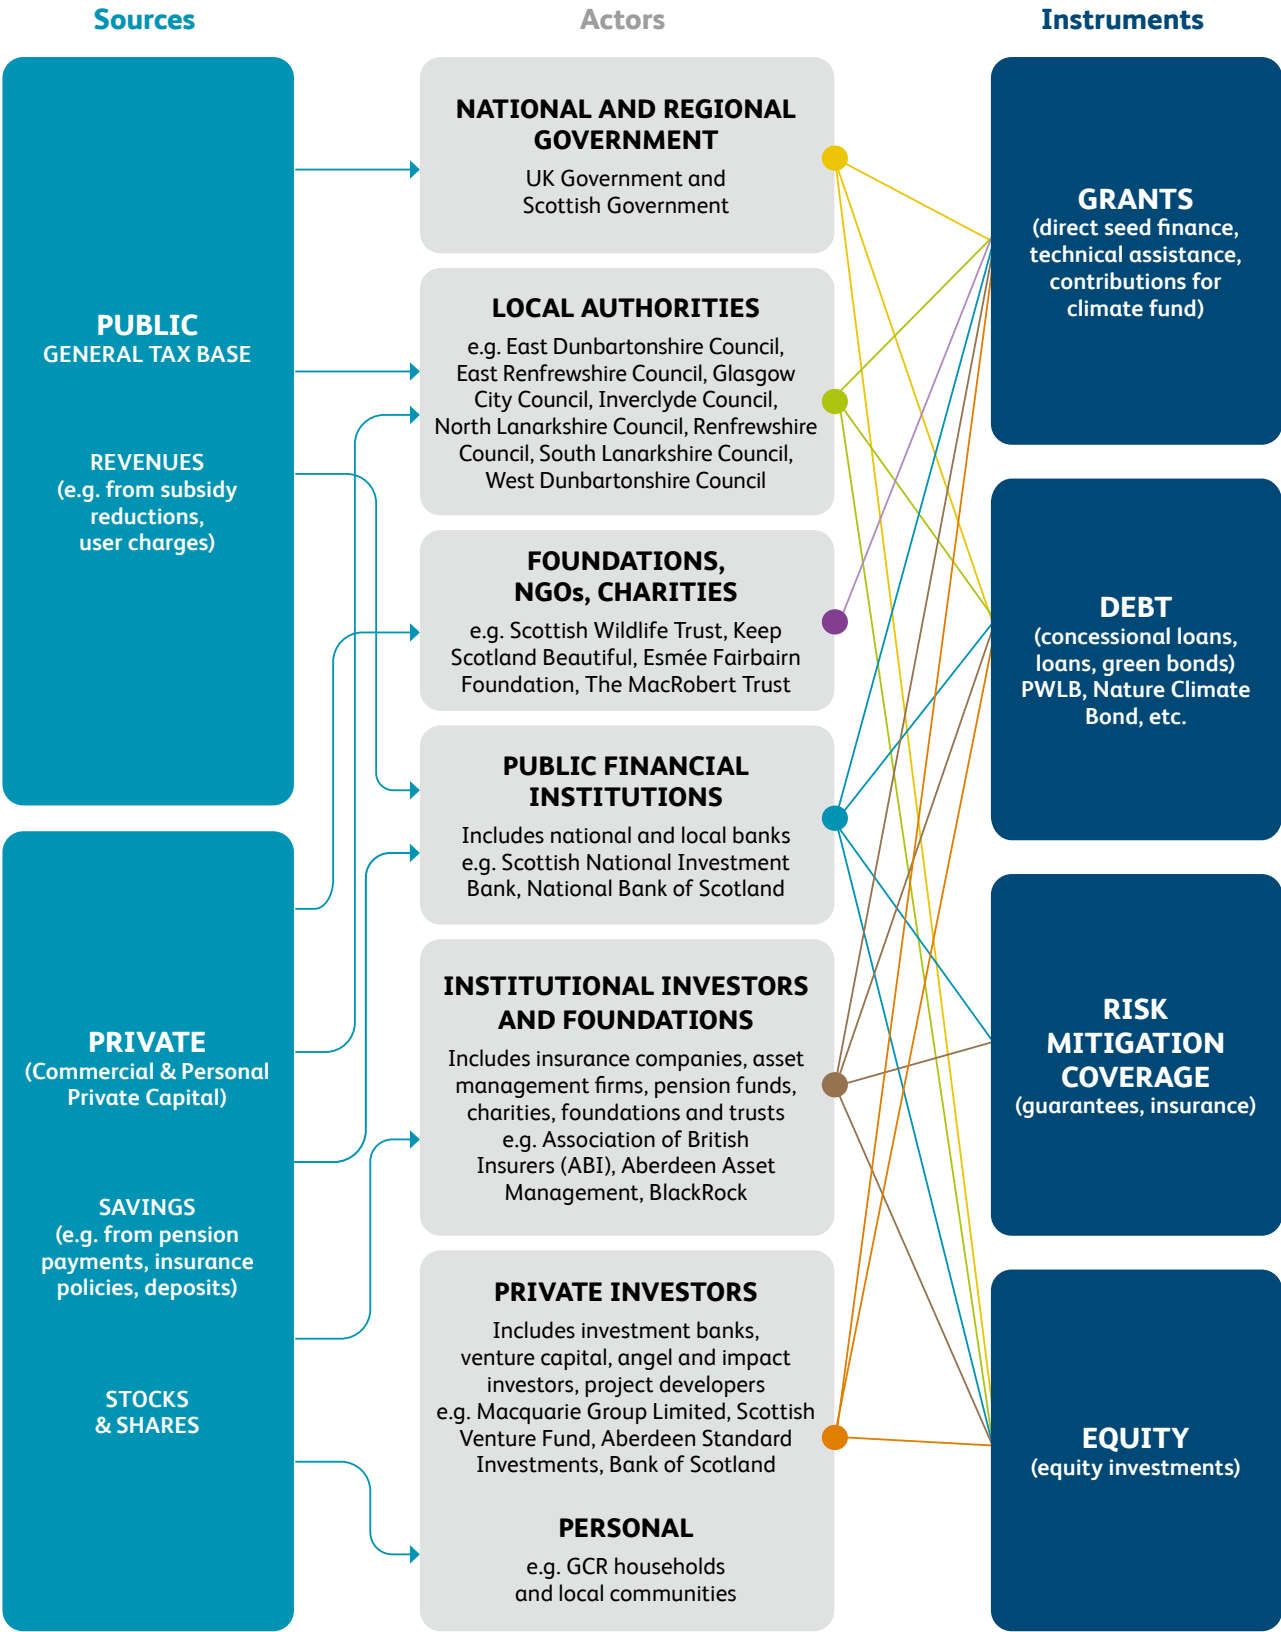 Sources
PUBLIC
GENERAL TAX BASE
REVENUES
(e.g. from subsidy
reductions,
user charges)
PRIVATE
(Commercial & Personal
Private Capital)
SAVINGS
(e.g. from pension
payments, insurance
policies, deposits)
STOCKS
& SHARES
Actors
NATIONAL AND REGIONAL
GOVERNMENT
UK Government and
Scottish Government
LOCAL AUTHORITIES
e.g. East Dunbartonshire Council,
East Renfrewshire Council, Glasgow
City Council, Inverclyde Council,
North Lanarkshire Council, Renfrewshire
Council, South Lanarkshire Council,
West Dunbartonshire Council
FOUNDATIONS,
NGOs, CHARITIES
e.g. Scottish Wildlife Trust, Keep
Scotland Beautiful, Esmée Fairbairn
Foundation, The MacRobert Trust
PUBLIC FINANCIAL
INSTITUTIONS
Includes national and local banks
e.g. Scottish National Investment
Bank, National Bank of Scotland
INSTITUTIONAL INVESTORS
AND FOUNDATIONS
Includes insurance companies, asset
management firms, pension funds,
charities, foundations and trusts
e.g. Association of British
Insurers (ABI), Aberdeen Asset
Management, BlackRock
PRIVATE INVESTORS
Includes investment banks,
venture capital, angel and impact
investors, project developers
e.g. Macquarie Group Limited, Scottish
Venture Fund, Aberdeen Standard
Investments, Bank of Scotland
PERSONAL
e.g. GCR households
and local communities
Instruments
GRANTS
(direct seed finance,
technical assistance,
contributions for
climate fund)
DEBT
(concessional loans,
loans, green bonds)
PWLB, Nature Climate
Bond, etc.
RISK
MITIGATION
COVERAGE
(guarantees, insurance)
EQUITY
(equity investments)